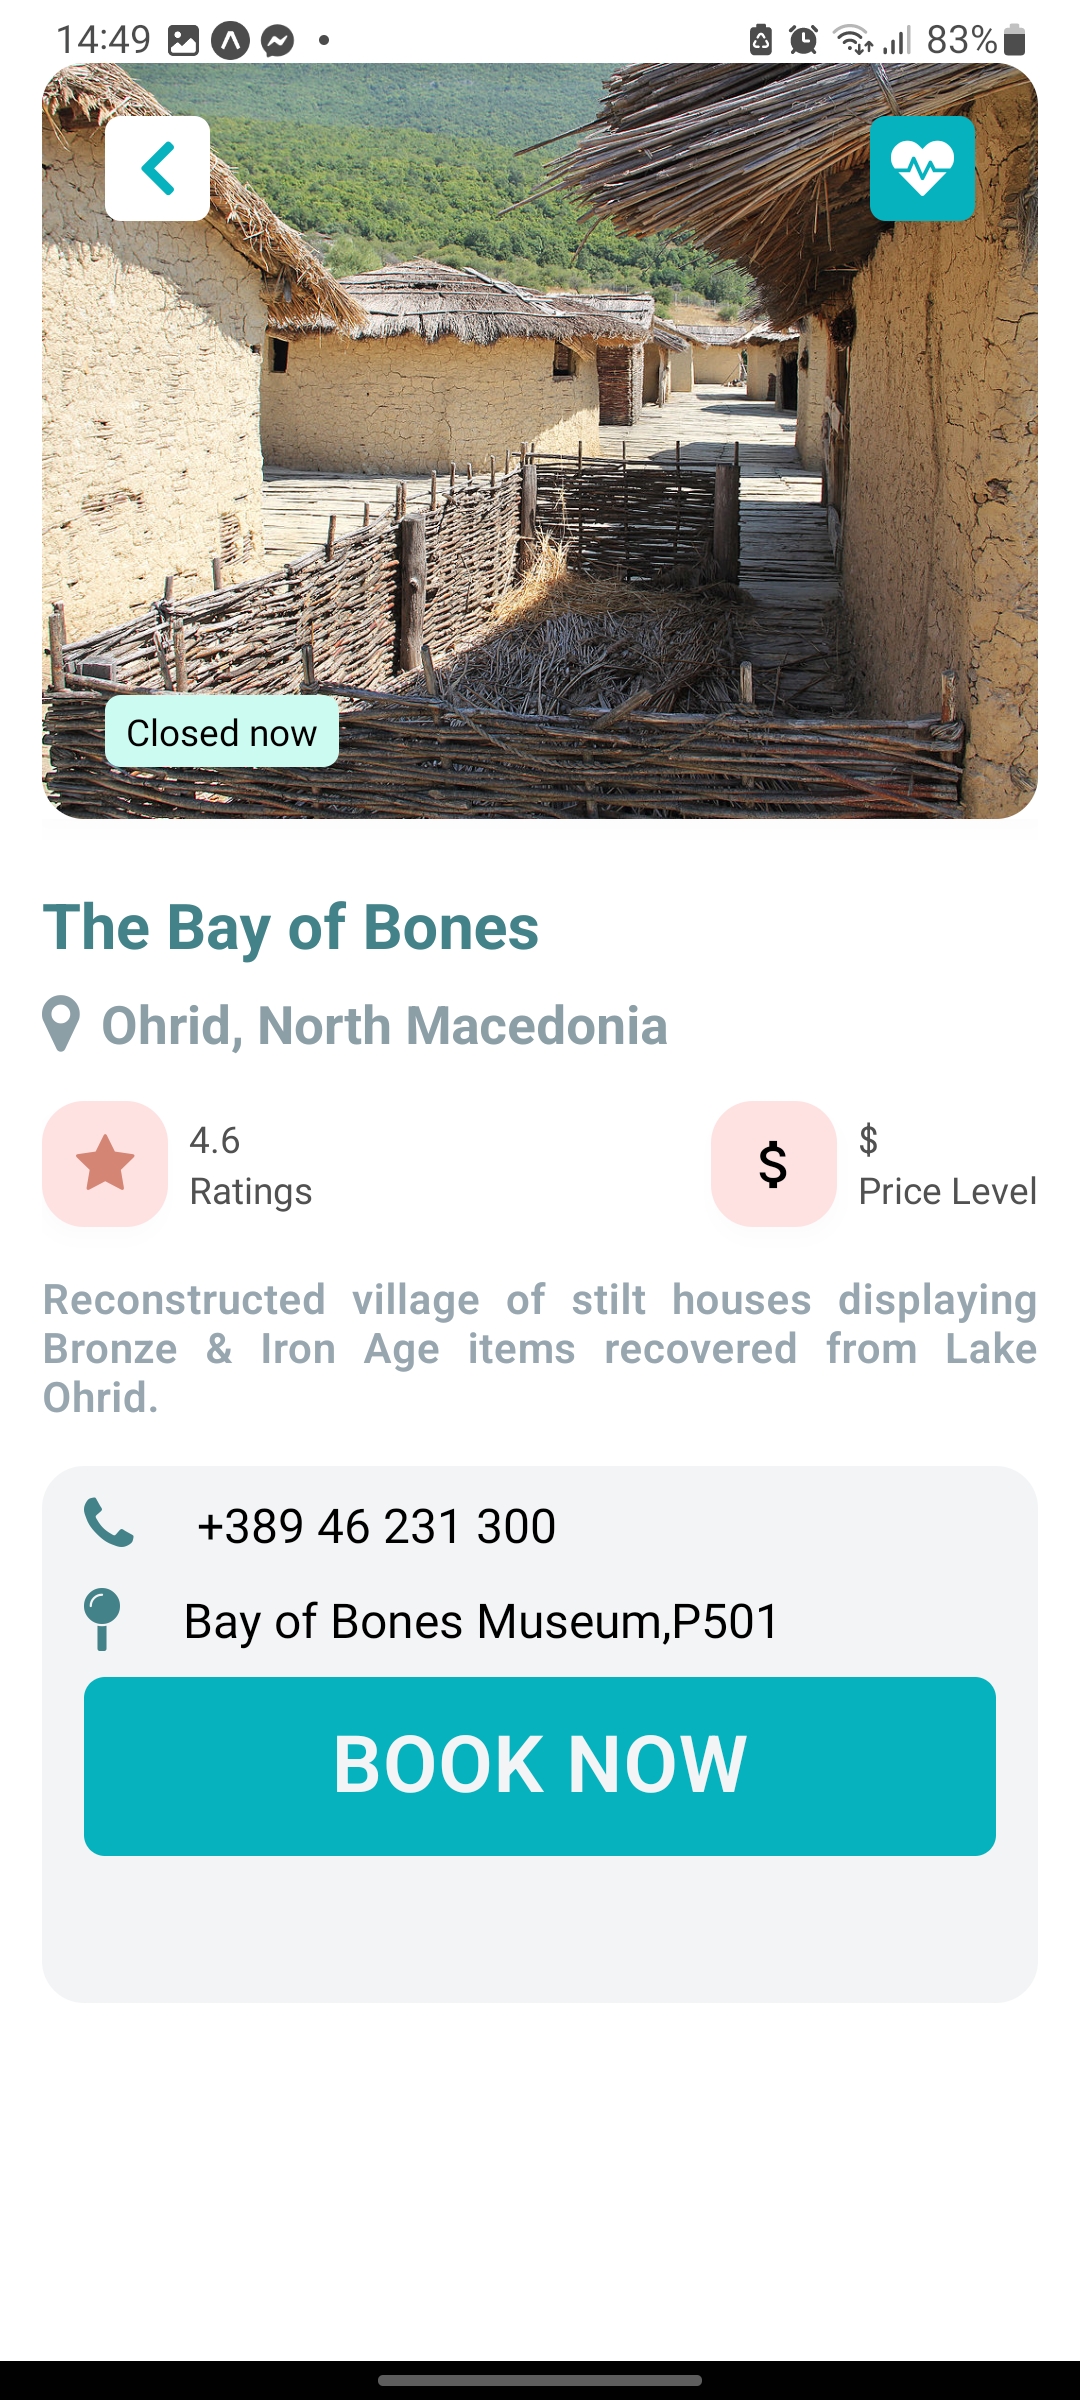 14:49
83%
Closed now
The Bay of Bones
Ohrid, North Macedonia
4.6
Ratings
$
$
Price Level
Reconstructed village of stilt houses displaying
Bronze & Iron Age items recovered from Lake
Ohrid.
+389 46 231 300
Bay of Bones Museum,P501
BOOK NOW